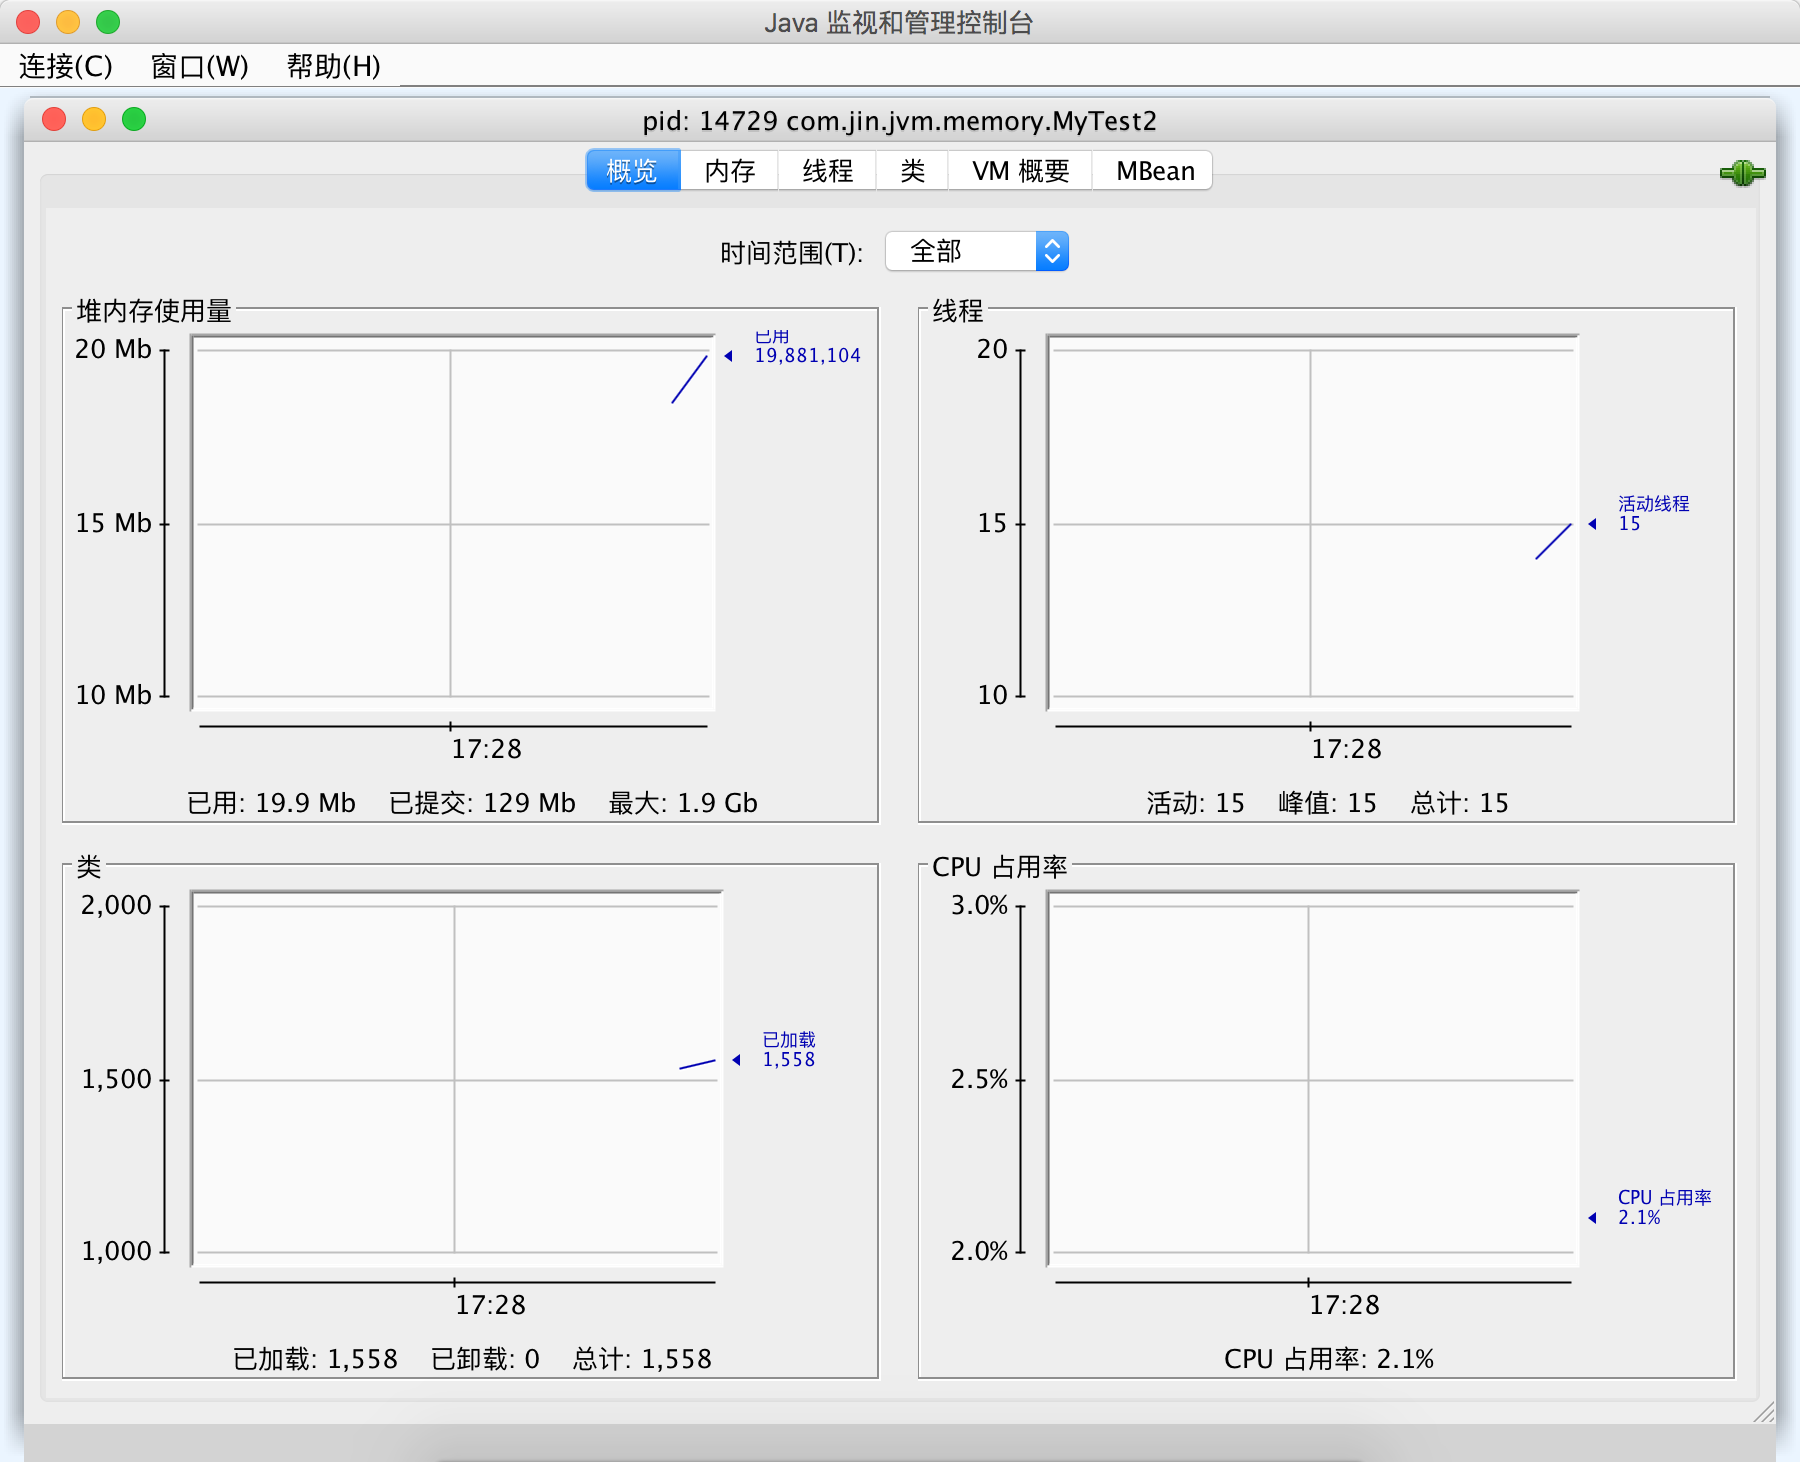 Java 监视和管理控制台
连接(C) 窗口(W) 帮助(H)
pid: 14729 com.jin.jvm.memory.MyTest2
概览 内存 线程 类 VM 概要 MBean
时间范围(T): 全部
堆内存使用量
20 Mb
15 Mb
10 Mb
已用
19,881,104
17:28
已用: 19.9 Mb 已提交: 129 Mb 最大: 1.9 Gb
线程
20
15
10
活动线程
15
17:28
活动: 15 峰值: 15 总计: 15
类
2,000
1,500
1,000
已加载
1,558
17:28
已加载: 1,558 已卸载: 0 总计: 1,558
CPU 占用率
3.0%
2.5%
2.0%
CPU 占用率
2.1%
17:28
CPU 占用率: 2.1%